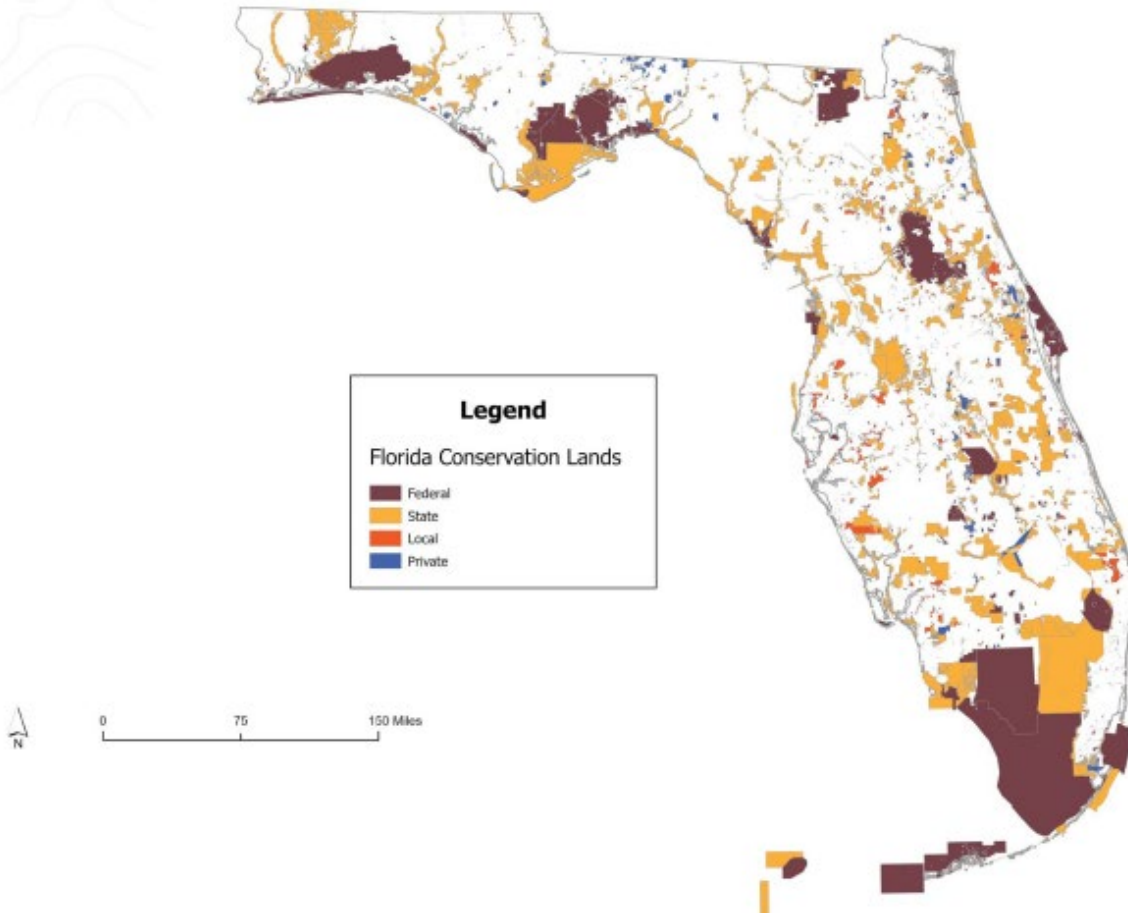 Legend
Florida Conservation Lands
Federal
State
Local
Private
N
0 75 150 Miles